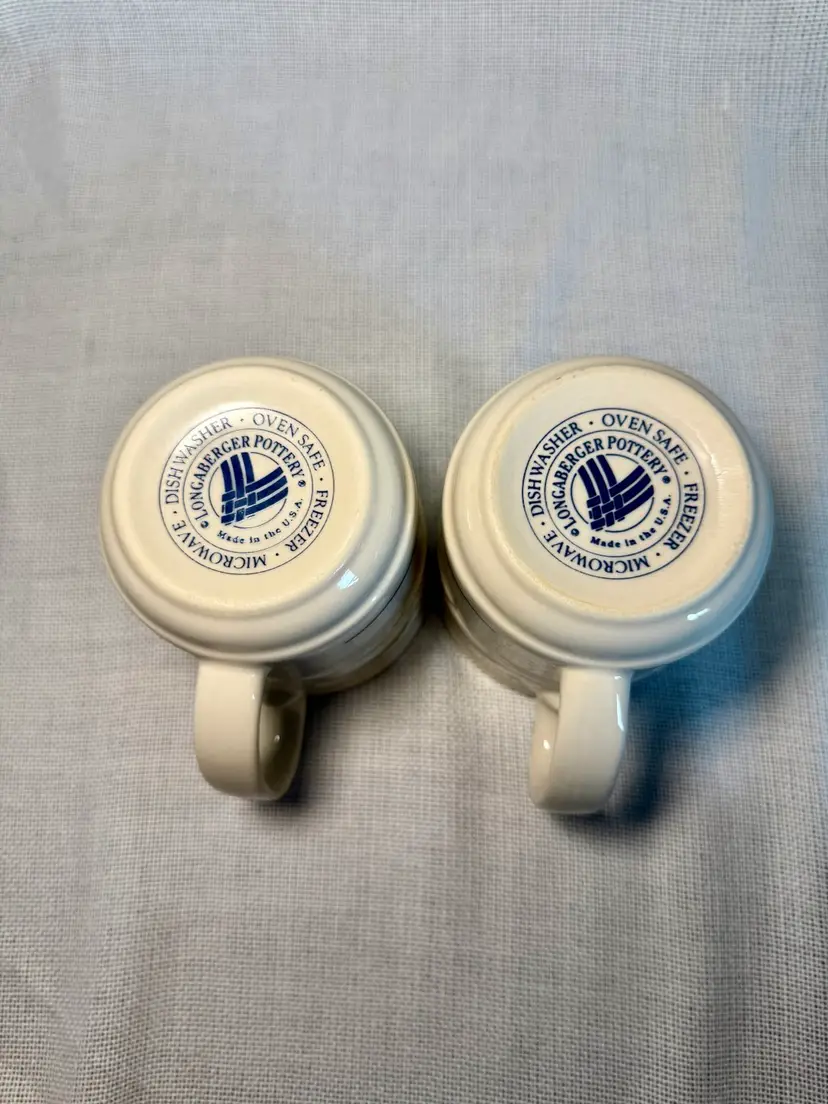 MICROWAVE · DISHWASHER · OVEN SAFE · FREEZER ·
© LONGABERGER POTTERY ®
Made in the U.S.A.
MICROWAVE · DISHWASHER · OVEN SAFE · FREEZER ·
© LONGABERGER POTTERY ®
Made in the U.S.A.